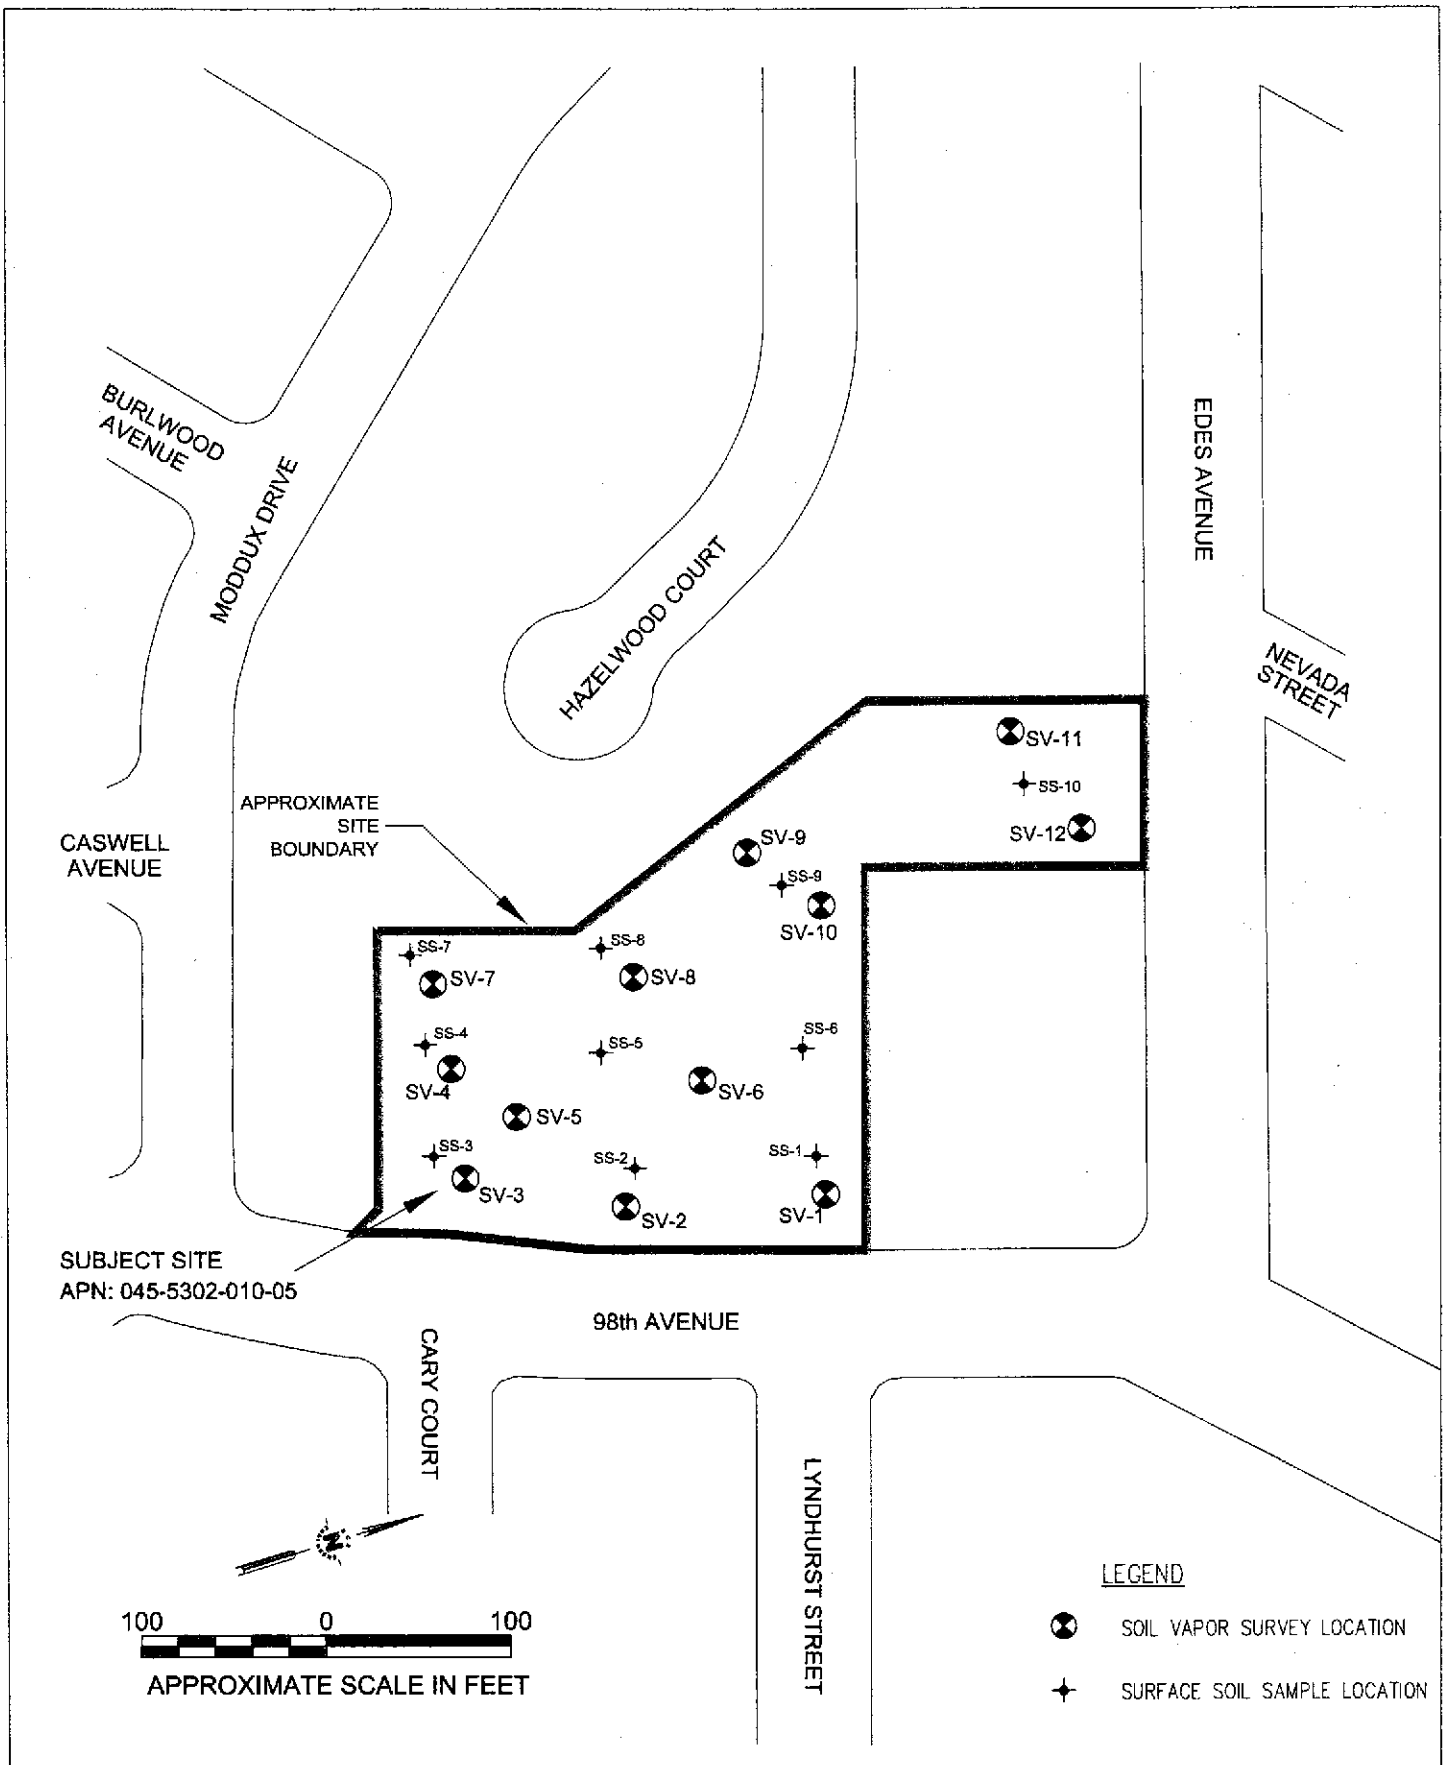 BURLWOOD
AVENUE
MODDUX DRIVE
HAZELWOOD COURT
EDES AVENUE
NEVADA
STREET
SV-11
SS-10
SV-12
APPROXIMATE
SITE
BOUNDARY
CASWELL
AVENUE
SV-9
SS-9
SV-10
SS-7
SV-7
SS-8
SV-8
SS-4
SV-4
SS-5
SS-6
SV-6
SV-5
SS-3
SV-3
SS-2
SV-2
SS-1
SV-1
SUBJECT SITE
APN: 045-5302-010-05
98th AVENUE
CARY COURT
LYNDHURST STREET
N
100 0 100
APPROXIMATE SCALE IN FEET
LEGEND
SOIL VAPOR SURVEY LOCATION
SURFACE SOIL SAMPLE LOCATION